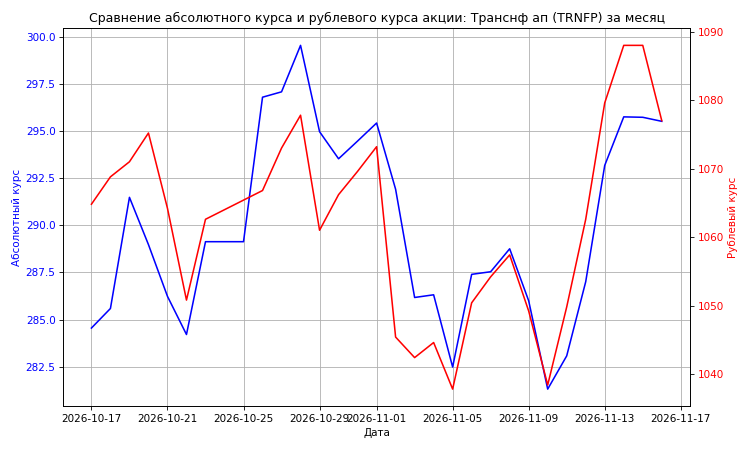 Сравнение абсолютного курса и рублевого курса акции: Транснф ап (TRNFP) за месяц
Абсолютный курс
300.0
297.5
295.0
292.5
290.0
287.5
285.0
282.5
1090
1080
1070
1060
1050
1040
Рублевый курс
2026-10-17 2026-10-21 2026-10-25 2026-10-29 2026-11-01 2026-11-05 2026-11-09 2026-11-13 2026-11-17
Дата